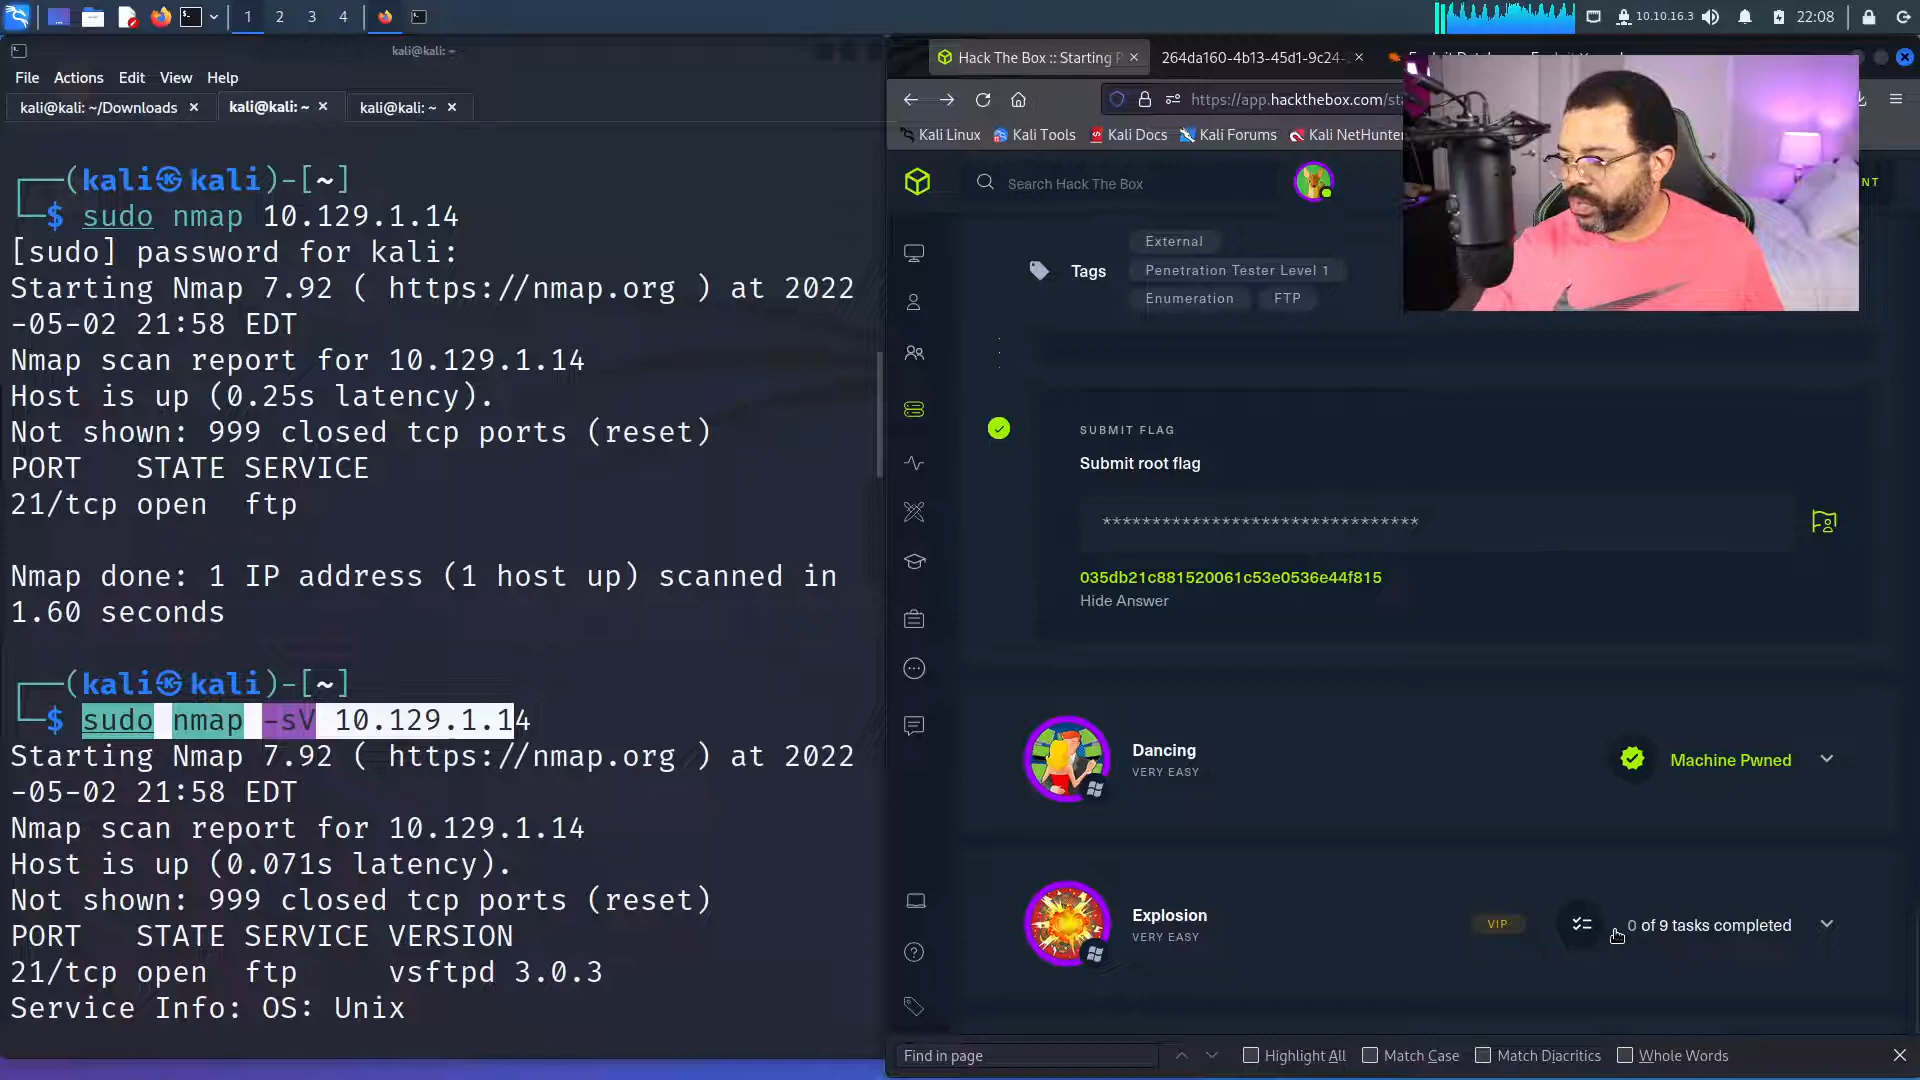 1 2 3 4
10.10.16.3
22:08
kali@kali: ~
File Actions Edit View Help
kali@kali: ~/Downloads × kali@kali: ~ × kali@kali: ~ ×
(kali㉿kali)-[~]
$ sudo nmap 10.129.1.14
[sudo] password for kali:
Starting Nmap 7.92 ( https://nmap.org ) at 2022
-05-02 21:58 EDT
Nmap scan report for 10.129.1.14
Host is up (0.25s latency).
Not shown: 999 closed tcp ports (reset)
PORT STATE SERVICE
21/tcp open ftp
Nmap done: 1 IP address (1 host up) scanned in
1.60 seconds
(kali㉿kali)-[~]
$ sudo nmap -sV 10.129.1.14
Starting Nmap 7.92 ( https://nmap.org ) at 2022
-05-02 21:58 EDT
Nmap scan report for 10.129.1.14
Host is up (0.071s latency).
Not shown: 999 closed tcp ports (reset)
PORT STATE SERVICE VERSION
21/tcp open ftp vsftpd 3.0.3
Service Info: OS: Unix
Hack The Box :: Starting P × 264da160-4b13-45d1-9c24- ×
https://app.hackthebox.com/st
Kali Linux Kali Tools Kali Docs Kali Forums Kali NetHunter
Search Hack The Box
NT
Tags
External
Penetration Tester Level 1
Enumeration FTP
SUBMIT FLAG
Submit root flag
********************************
035db21c881520061c53e0536e44f815
Hide Answer
Dancing
VERY EASY
Machine Pwned
Explosion
VERY EASY
VIP
0 of 9 tasks completed
Find in page
Highlight All Match Case Match Diacritics Whole Words